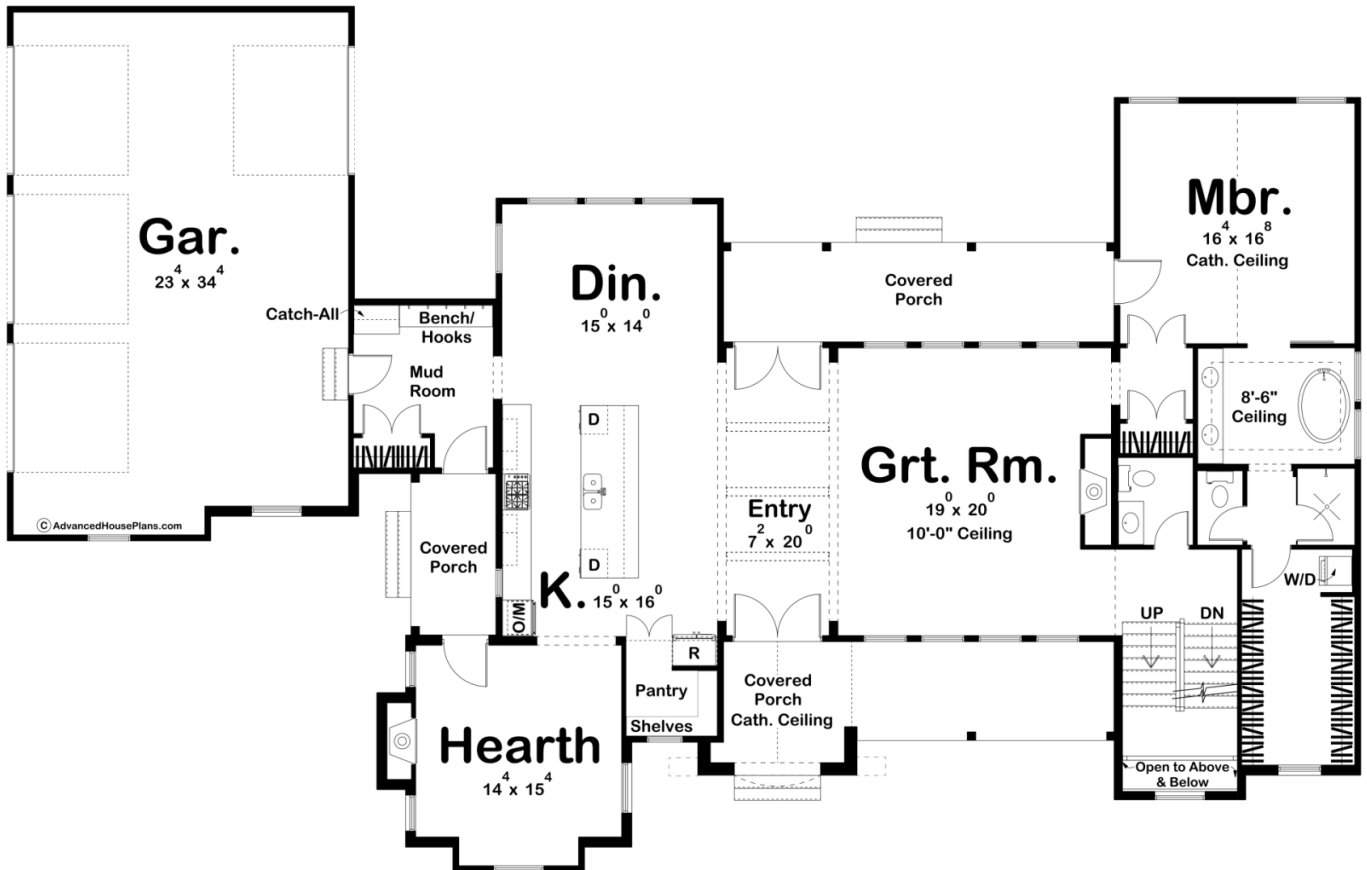 Gar.
23⁴ x 34⁴
© AdvancedHousePlans.com
Catch-All
Bench/
Hooks
Mud
Room
Covered
Porch
Din.
15⁰ x 14⁰
D
D
K. 15⁰ x 16⁰
O/M
R
Pantry
Shelves
Hearth
14⁴ x 15⁴
Covered
Porch
Entry
7² x 20⁰
Covered
Porch
Cath. Ceiling
Grt. Rm.
19⁰ x 20⁰
10'-0" Ceiling
Mbr.
16⁴ x 16⁸
Cath. Ceiling
8'-6"
Ceiling
W/D
UP DN
Open to Above
& Below